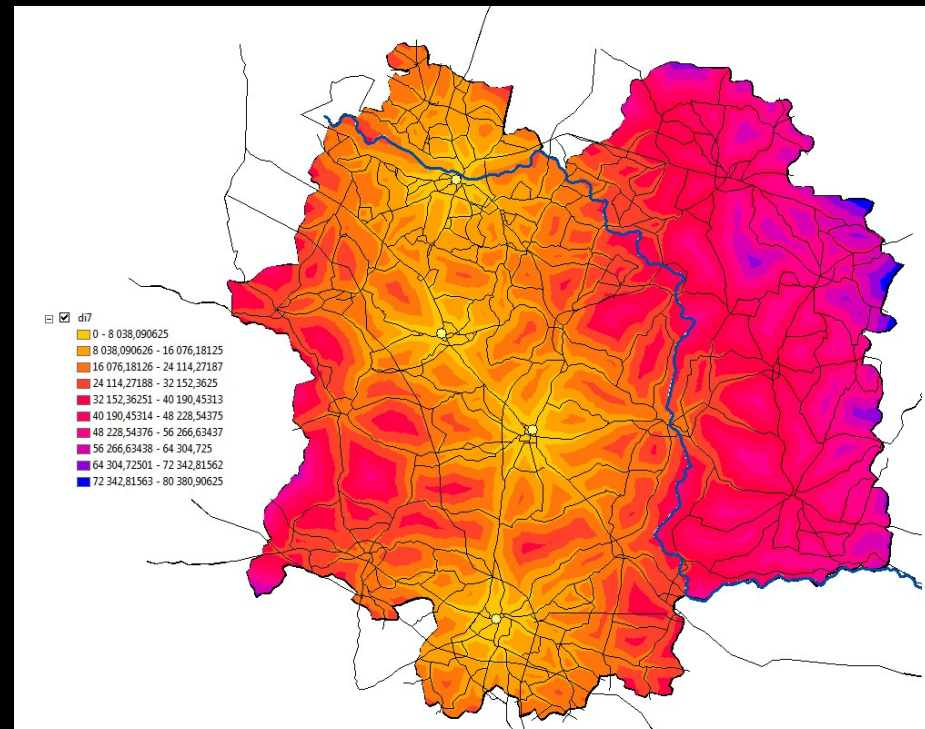 di7
0 - 8 038,090625
8 038,090626 - 16 076,18125
16 076,18126 - 24 114,27187
24 114,27188 - 32 152,3625
32 152,36251 - 40 190,45313
40 190,45314 - 48 228,54375
48 228,54376 - 56 266,63437
56 266,63438 - 64 304,725
64 304,72501 - 72 342,81562
72 342,81563 - 80 380,90625